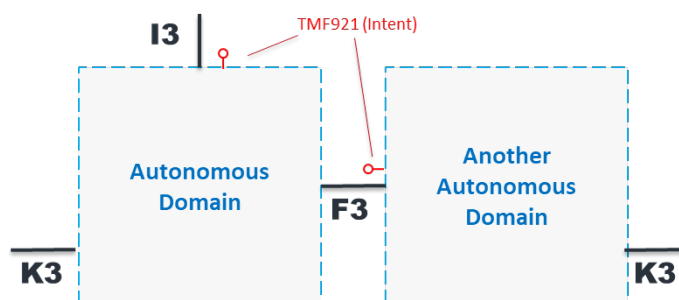 TMF921 (Intent)
I3
Autonomous
Domain
Another
Autonomous
Domain
F3
K3
K3